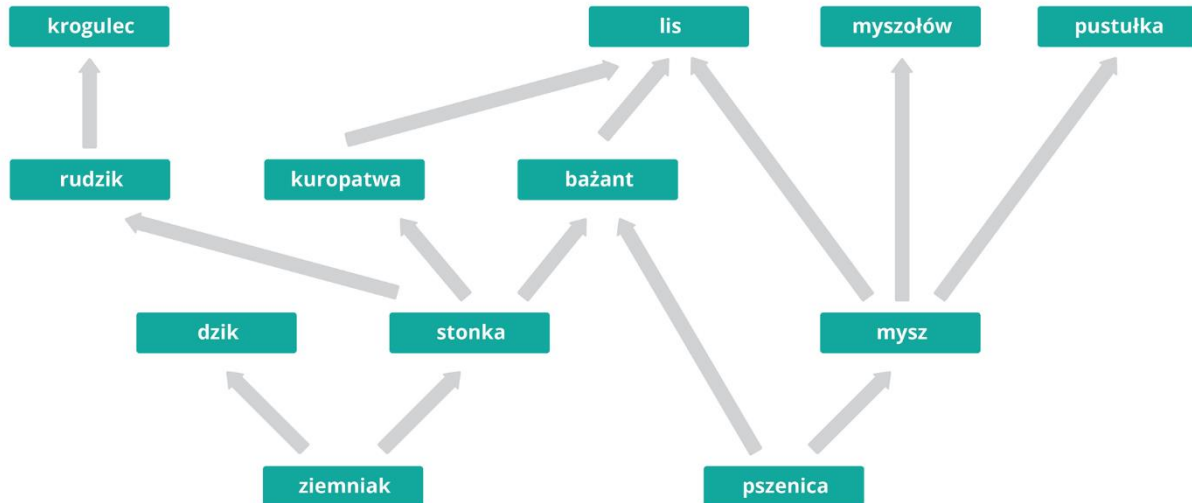 krogulec
lis
myszołów
pustułka
rudzik
kuropatwa
bażant
dzik
stonka
mysz
ziemniak
pszenica